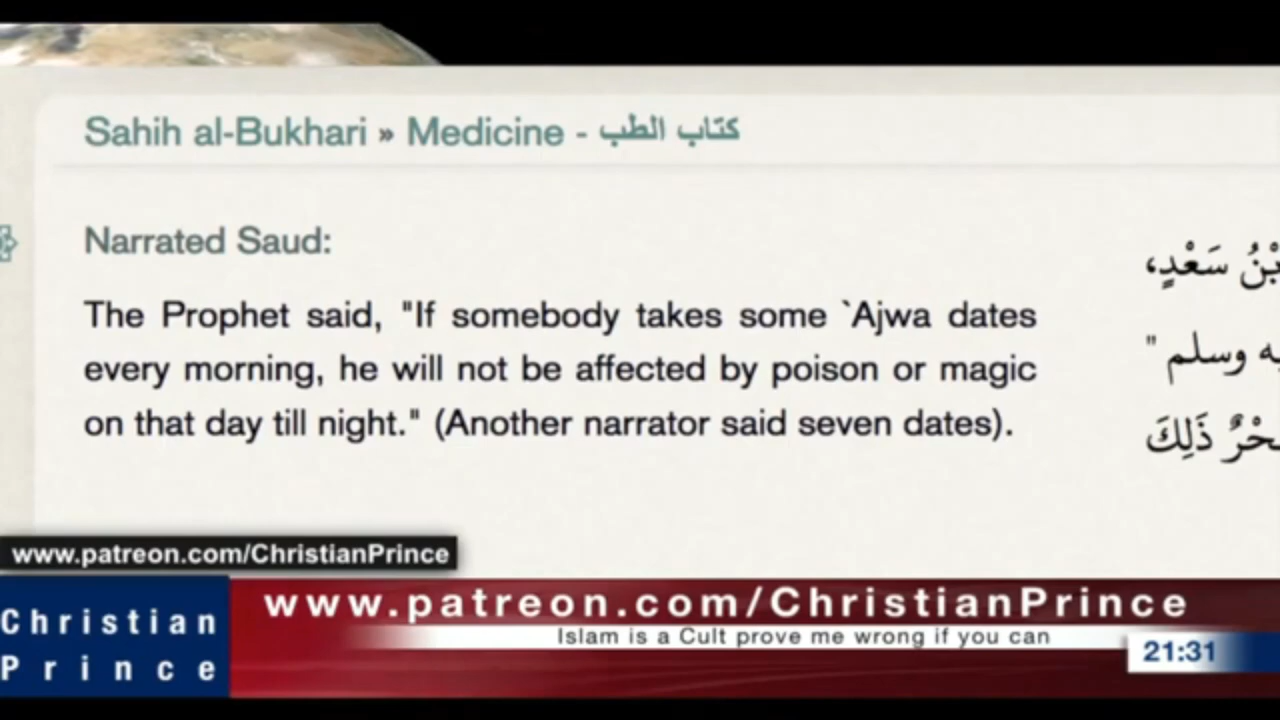 Sahih al-Bukhari » Medicine - كتاب الطب
Narrated Saud:
The Prophet said, "If somebody takes some `Ajwa dates
every morning, he will not be affected by poison or magic
on that day till night." (Another narrator said seven dates).
سَعْدٍ،
وسلم "
ذَلِكَ
www.patreon.com/ChristianPrince
Christian
Prince
www.patreon.com/ChristianPrince
Islam is a Cult prove me wrong if you can
21:31